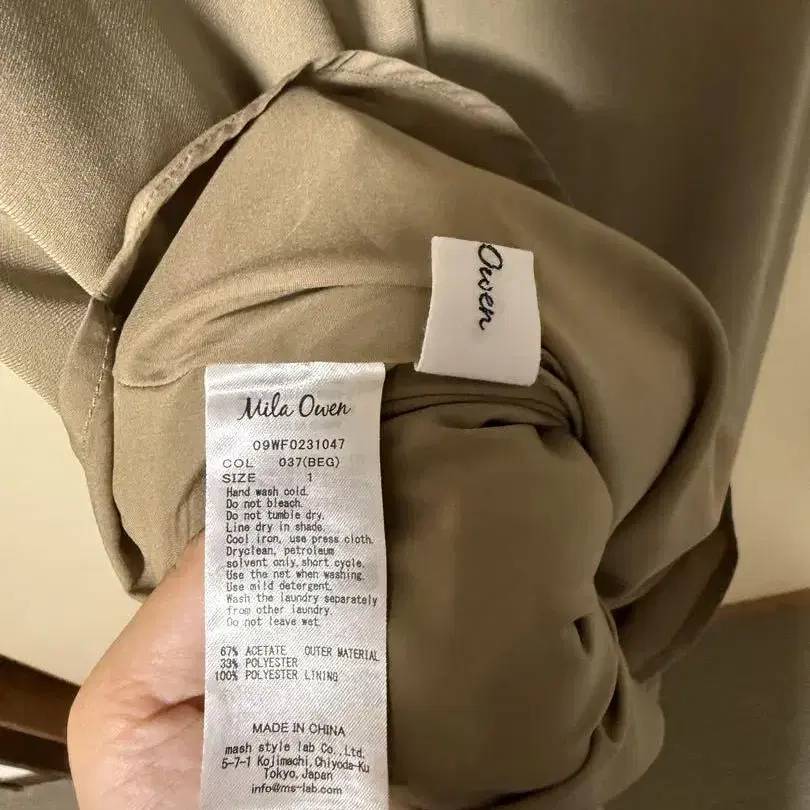 Owen
Mila Owen
09WF0231047
COL 037(BEG)
SIZE 1
Hand wash cold.
Do not bleach.
Do not tumble dry.
Line dry in shade.
Cool iron, use press cloth.
Dryclean, petroleum
solvent only, short cycle.
Use the net when washing.
Use mild detergent.
Wash the laundry separately
from other laundry.
Do not leave wet.
67% ACETATE OUTER MATERIAL
33% POLYESTER
100% POLYESTER LINING
MADE IN CHINA
mash style lab Co.,Ltd.
5-7-1 Kojimachi,Chiyoda-Ku
Tokyo,Japan
info@ms-lab.com